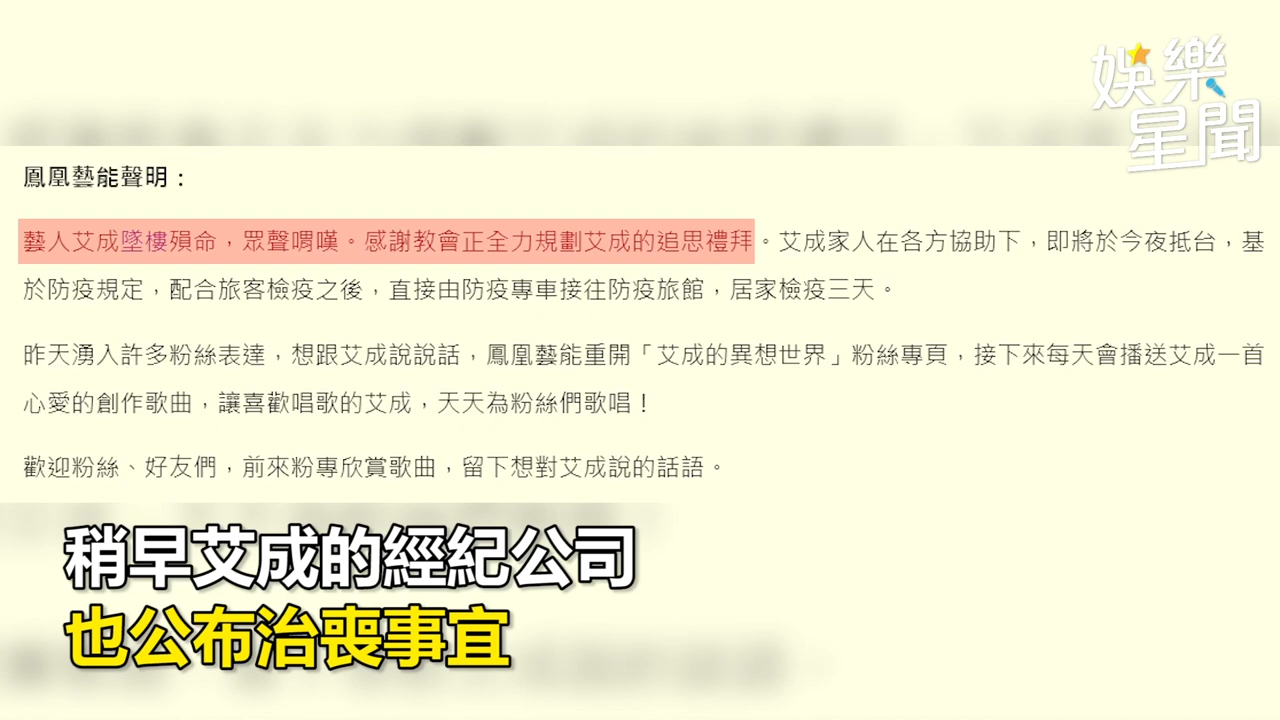 娛樂
星聞
鳳凰藝能聲明：
藝人艾成墜樓殞命，眾聲喟嘆。感謝教會正全力規劃艾成的追思禮拜。艾成家人在各方協助下，即將於今夜抵台，基
於防疫規定，配合旅客檢疫之後，直接由防疫專車接往防疫旅館，居家檢疫三天。
昨天湧入許多粉絲表達，想跟艾成說說話，鳳凰藝能重開「艾成的異想世界」粉絲專頁，接下來每天會播送艾成一首
心愛的創作歌曲，讓喜歡唱歌的艾成，天天為粉絲們歌唱！
歡迎粉絲、好友們，前來粉專欣賞歌曲，留下想對艾成說的話語。
稍早艾成的經紀公司
也公布治喪事宜